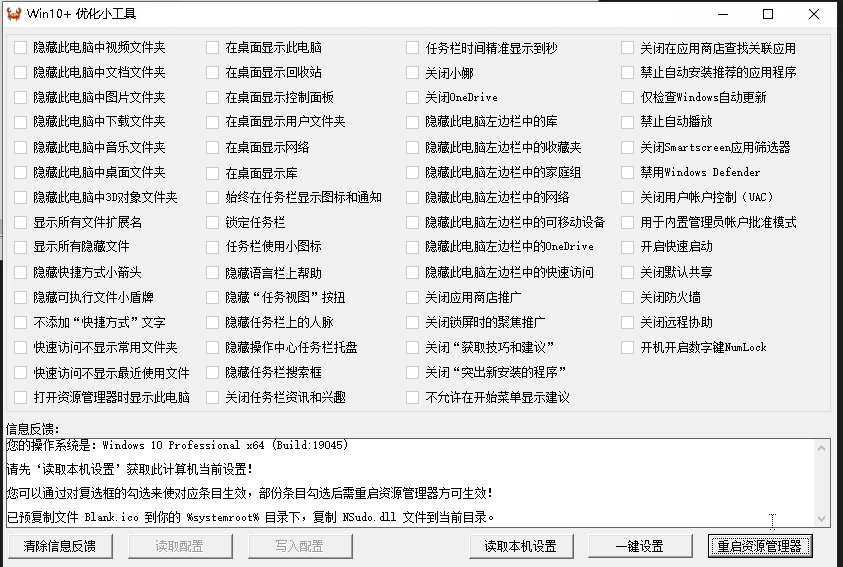 Win10+ 优化小工具
隐藏此电脑中视频文件夹
隐藏此电脑中文档文件夹
隐藏此电脑中图片文件夹
隐藏此电脑中下载文件夹
隐藏此电脑中音乐文件夹
隐藏此电脑中桌面文件夹
隐藏此电脑中3D对象文件夹
显示所有文件扩展名
显示所有隐藏文件
隐藏快捷方式小箭头
隐藏可执行文件小盾牌
不添加“快捷方式”文字
快速访问不显示常用文件夹
快速访问不显示最近使用文件
打开资源管理器时显示此电脑
在桌面显示此电脑
在桌面显示回收站
在桌面显示控制面板
在桌面显示用户文件夹
在桌面显示网络
在桌面显示库
始终在任务栏显示图标和通知
锁定任务栏
任务栏使用小图标
隐藏语言栏上帮助
隐藏“任务视图”按扭
隐藏任务栏上的人脉
隐藏操作中心任务栏托盘
隐藏任务栏搜索框
关闭任务栏资讯和兴趣
任务栏时间精准显示到秒
关闭小娜
关闭OneDrive
隐藏此电脑左边栏中的库
隐藏此电脑左边栏中的收藏夹
隐藏此电脑左边栏中的家庭组
隐藏此电脑左边栏中的网络
隐藏此电脑左边栏中的可移动设备
隐藏此电脑左边栏中的OneDrive
隐藏此电脑左边栏中的快速访问
关闭应用商店推广
关闭锁屏时的聚焦推广
关闭“获取技巧和建议”
关闭“突出新安装的程序”
不允许在开始菜单显示建议
关闭在应用商店查找关联应用
禁止自动安装推荐的应用程序
仅检查Windows自动更新
禁止自动播放
关闭Smartscreen应用筛选器
禁用Windows Defender
关闭用户帐户控制（UAC）
用于内置管理员帐户批准模式
开启快速启动
关闭默认共享
关闭防火墙
关闭远程协助
开机开启数字键NumLock
信息反馈：
您的操作系统是：Windows 10 Professional x64 (Build:19045)
请先‘读取本机设置’获取此计算机当前设置！
您可以通过对复选框的勾选来使对应条目生效，部份条目勾选后需重启资源管理器方可生效！
已预复制文件 Blank.ico 到你的 %systemroot% 目录下，复制 NSudo.dll 文件到当前目录。
清除信息反馈
读取配置
写入配置
读取本机设置
一键设置
重启资源管理器